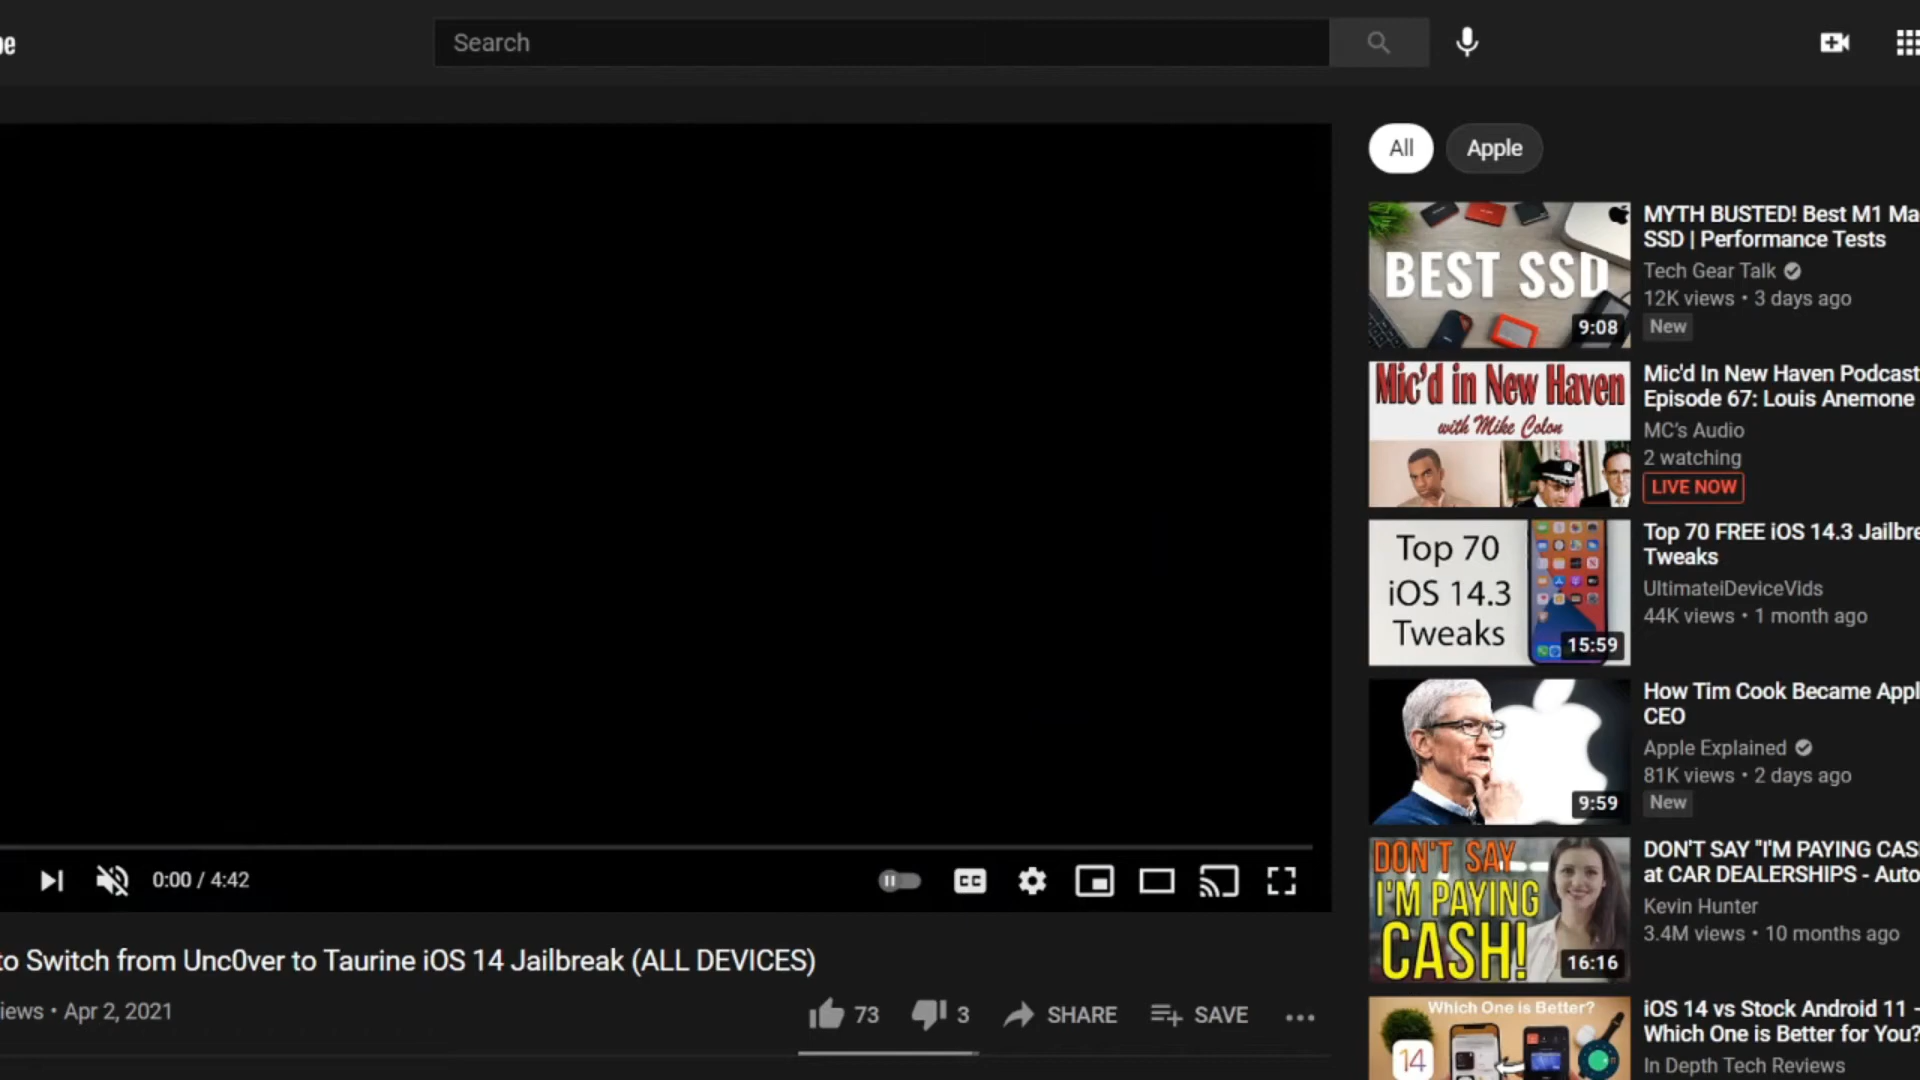 be
Search
All
Apple
BEST SSD
9:08
MYTH BUSTED! Best M1 Ma
SSD | Performance Tests
Tech Gear Talk
12K views • 3 days ago
New
Mic'd in New Haven
with Mike Colon
Mic'd In New Haven Podcast
Episode 67: Louis Anemone
MC's Audio
2 watching
LIVE NOW
Top 70
iOS 14.3
Tweaks
15:59
Top 70 FREE iOS 14.3 Jailbre
Tweaks
UltimateiDeviceVids
44K views • 1 month ago
9:59
How Tim Cook Became Appl
CEO
Apple Explained
81K views • 2 days ago
New
DON'T SAY
I'M PAYING
CASH!
16:16
DON'T SAY "I'M PAYING CAS
at CAR DEALERSHIPS - Auto
Kevin Hunter
3.4M views • 10 months ago
Which One is Better?
14
iOS 14 vs Stock Android 11 -
Which One is Better for You?
In Depth Tech Reviews
0:00 / 4:42
CC
to Switch from Unc0ver to Taurine iOS 14 Jailbreak (ALL DEVICES)
iews • Apr 2, 2021
73
3
SHARE
SAVE